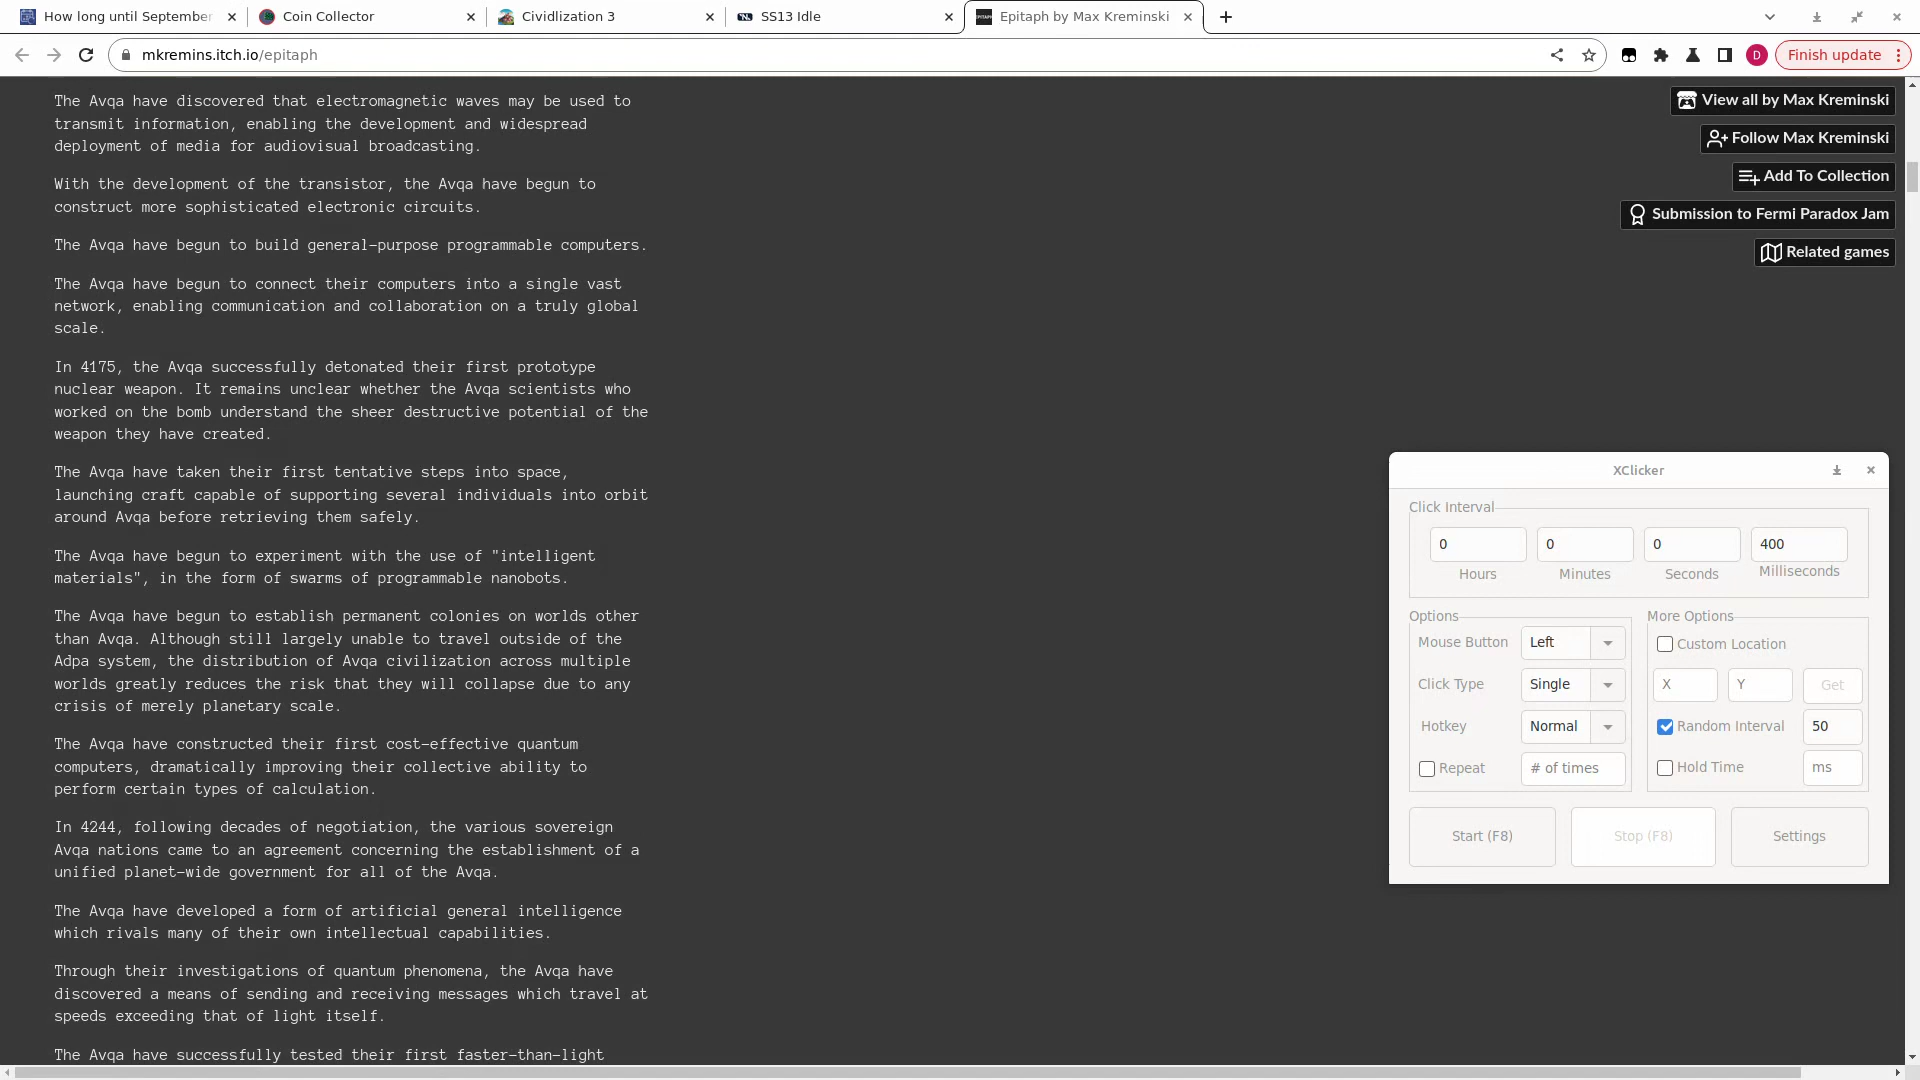 How long until September
Coin Collector
Cividlization 3
SS13 Idle
Epitaph by Max Kreminski
mkremins.itch.io/epitaph
D
Finish update
The Avqa have discovered that electromagnetic waves may be used to
transmit information, enabling the development and widespread
deployment of media for audiovisual broadcasting.
With the development of the transistor, the Avqa have begun to
construct more sophisticated electronic circuits.
The Avqa have begun to build general-purpose programmable computers.
The Avqa have begun to connect their computers into a single vast
network, enabling communication and collaboration on a truly global
scale.
In 4175, the Avqa successfully detonated their first prototype
nuclear weapon. It remains unclear whether the Avqa scientists who
worked on the bomb understand the sheer destructive potential of the
weapon they have created.
The Avqa have taken their first tentative steps into space,
launching craft capable of supporting several individuals into orbit
around Avqa before retrieving them safely.
The Avqa have begun to experiment with the use of "intelligent
materials", in the form of swarms of programmable nanobots.
The Avqa have begun to establish permanent colonies on worlds other
than Avqa. Although still largely unable to travel outside of the
Adpa system, the distribution of Avqa civilization across multiple
worlds greatly reduces the risk that they will collapse due to any
crisis of merely planetary scale.
The Avqa have constructed their first cost-effective quantum
computers, dramatically improving their collective ability to
perform certain types of calculation.
In 4244, following decades of negotiation, the various sovereign
Avqa nations came to an agreement concerning the establishment of a
unified planet-wide government for all of the Avqa.
The Avqa have developed a form of artificial general intelligence
which rivals many of their own intellectual capabilities.
Through their investigations of quantum phenomena, the Avqa have
discovered a means of sending and receiving messages which travel at
speeds exceeding that of light itself.
The Avqa have successfully tested their first faster-than-light
View all by Max Kreminski
Follow Max Kreminski
Add To Collection
Submission to Fermi Paradox Jam
Related games
XClicker
Click Interval
0 0 0 400
Hours Minutes Seconds Milliseconds
Options
Mouse Button Left
Click Type Single
Hotkey Normal
Repeat # of times
More Options
Custom Location
X Y Get
Random Interval 50
Hold Time ms
Start (F8) Stop (F8) Settings